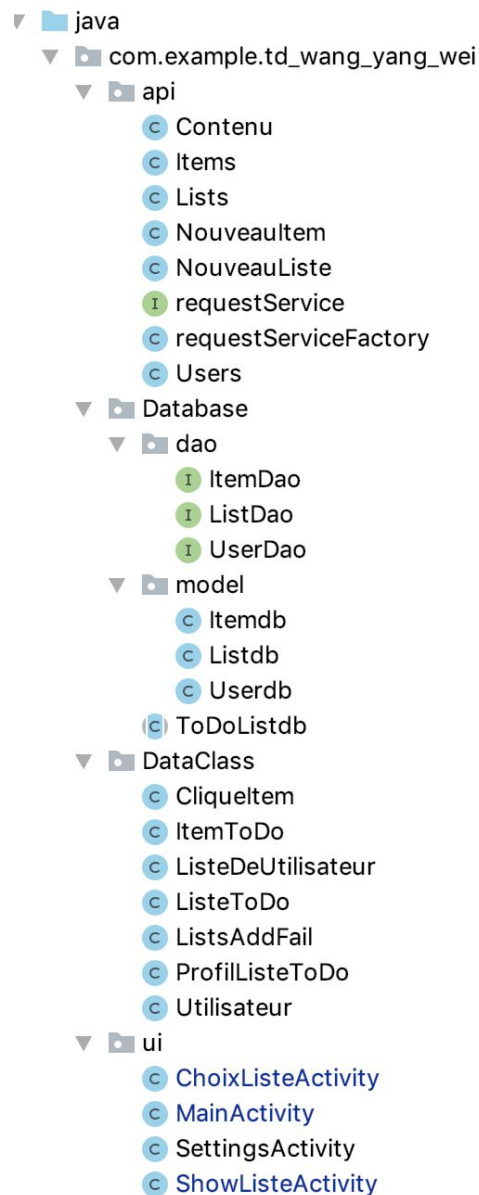 java
com.example.td_wang_yang_wei
api
C Contenu
C Items
C Lists
C NouveauItem
C NouveauListe
I requestService
C requestServiceFactory
C Users
Database
dao
I ItemDao
I ListDao
I UserDao
model
C Itemdb
C Listdb
C Userdb
C ToDoListdb
DataClass
C CliqueItem
C ItemToDo
C ListeDeUtilisateur
C ListeToDo
C ListsAddFail
C ProfilListeToDo
C Utilisateur
ui
C ChoixListeActivity
C MainActivity
C SettingsActivity
C ShowListeActivity